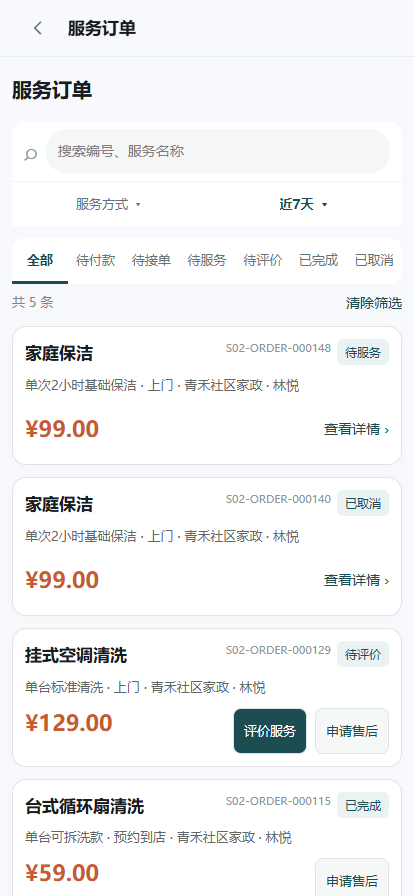 服务订单
服务订单
搜索编号、服务名称
服务方式 ▾ 近7天 ▾
全部 待付款 待接单 待服务 待评价 已完成 已取消
共 5 条 清除筛选
家庭保洁 S02-ORDER-000148 待服务
单次2小时基础保洁 · 上门 · 青禾社区家政 · 林悦
¥99.00 查看详情 ›
家庭保洁 S02-ORDER-000140 已取消
单次2小时基础保洁 · 上门 · 青禾社区家政 · 林悦
¥99.00 查看详情 ›
挂式空调清洗 S02-ORDER-000129 待评价
单台标准清洗 · 上门 · 青禾社区家政 · 林悦
¥129.00 评价服务 申请售后
台式循环扇清洗 S02-ORDER-000115 已完成
单台可拆洗款 · 预约到店 · 青禾社区家政 · 林悦
¥59.00 申请售后